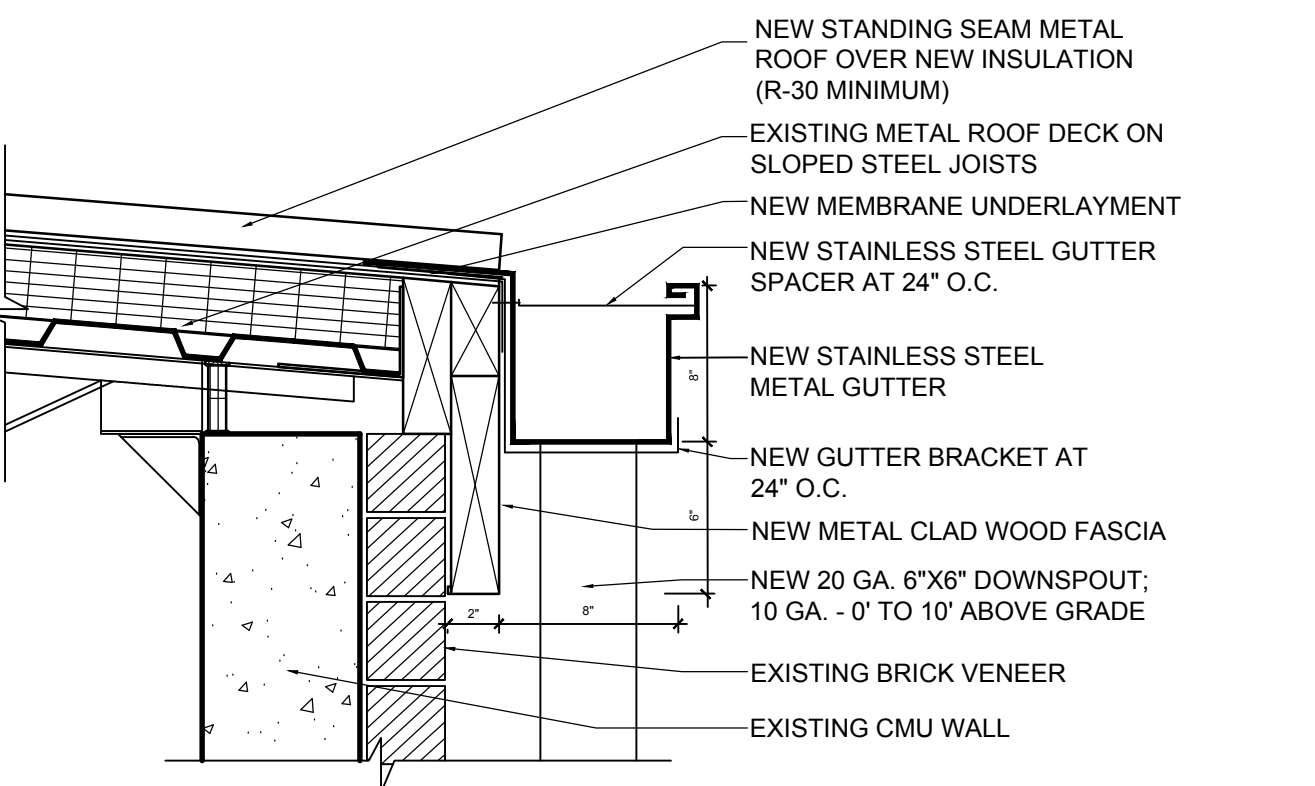 NEW STANDING SEAM METAL
ROOF OVER NEW INSULATION
(R-30 MINIMUM)
EXISTING METAL ROOF DECK ON
SLOPED STEEL JOISTS
NEW MEMBRANE UNDERLAYMENT
NEW STAINLESS STEEL GUTTER
SPACER AT 24" O.C.
NEW STAINLESS STEEL
METAL GUTTER
8"
NEW GUTTER BRACKET AT
24" O.C.
6"
NEW METAL CLAD WOOD FASCIA
NEW 20 GA. 6"X6" DOWNSPOUT;
10 GA. - 0' TO 10' ABOVE GRADE
2"
8"
EXISTING BRICK VENEER
EXISTING CMU WALL